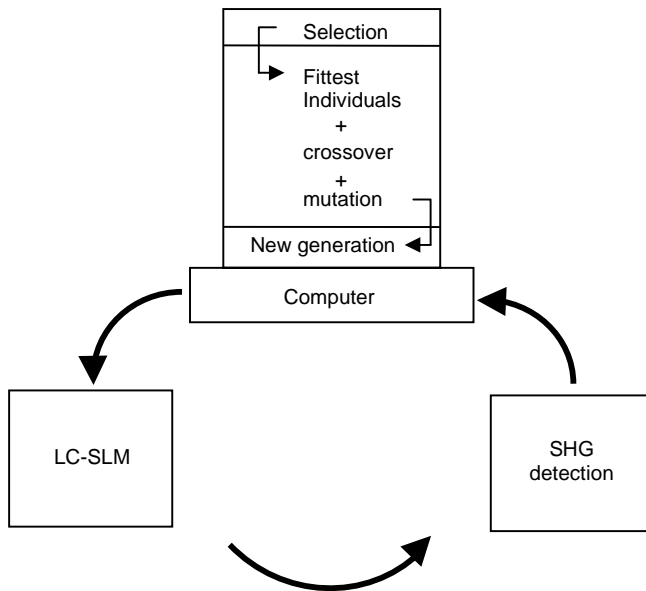 Selection
Fittest
Individuals
+
crossover
+
mutation
New generation
Computer
LC-SLM
SHG
detection